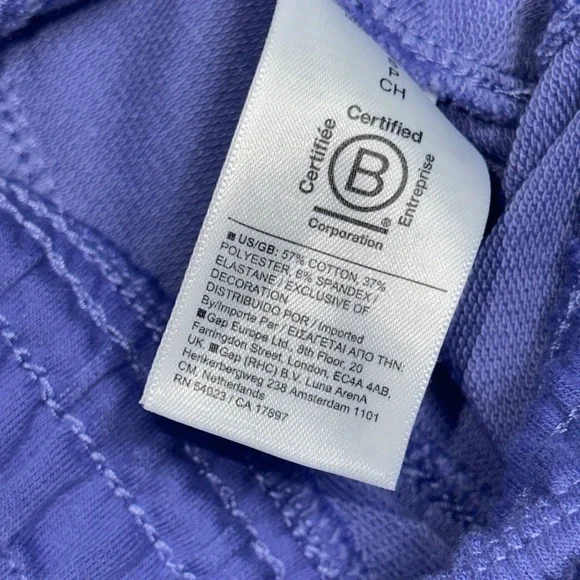 CH
Certifiée
Certified
B
®
Corporation
Entreprise
US/GB: 57% COTTON, 37%
POLYESTER, 6% SPANDEX /
ELASTANE / EXCLUSIVE OF
DECORATION
DISTRIBUIDO POR / Imported
By/Importe Par / ΕΙΣΑΓΕΤΑΙ ΑΠΟ ΤΗΝ:
Gap Europe Ltd. 8th Floor, 20
Farringdon Street, London, EC4A 4AB,
UK. Gap (RHC) B.V. Luna ArenA
Herikerbergweg 238 Amsterdam 1101
CM, Netherlands
RN 54023 / CA 17897